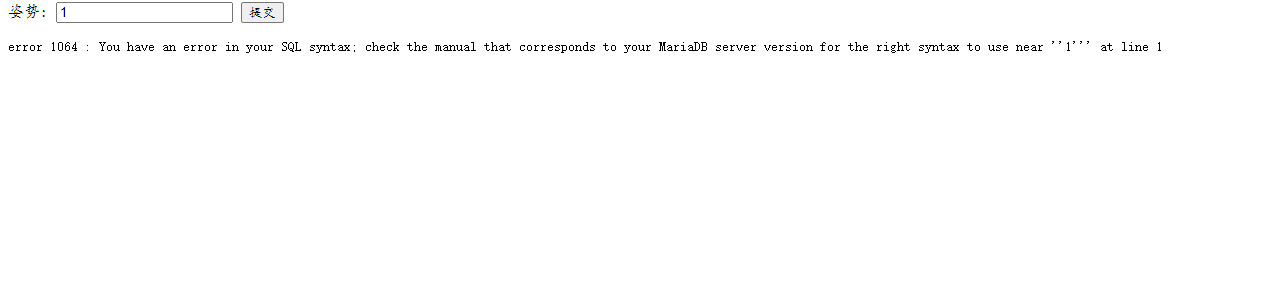 姿势: 1 提交
error 1064 : You have an error in your SQL syntax; check the manual that corresponds to your MariaDB server version for the right syntax to use near ''1''' at line 1